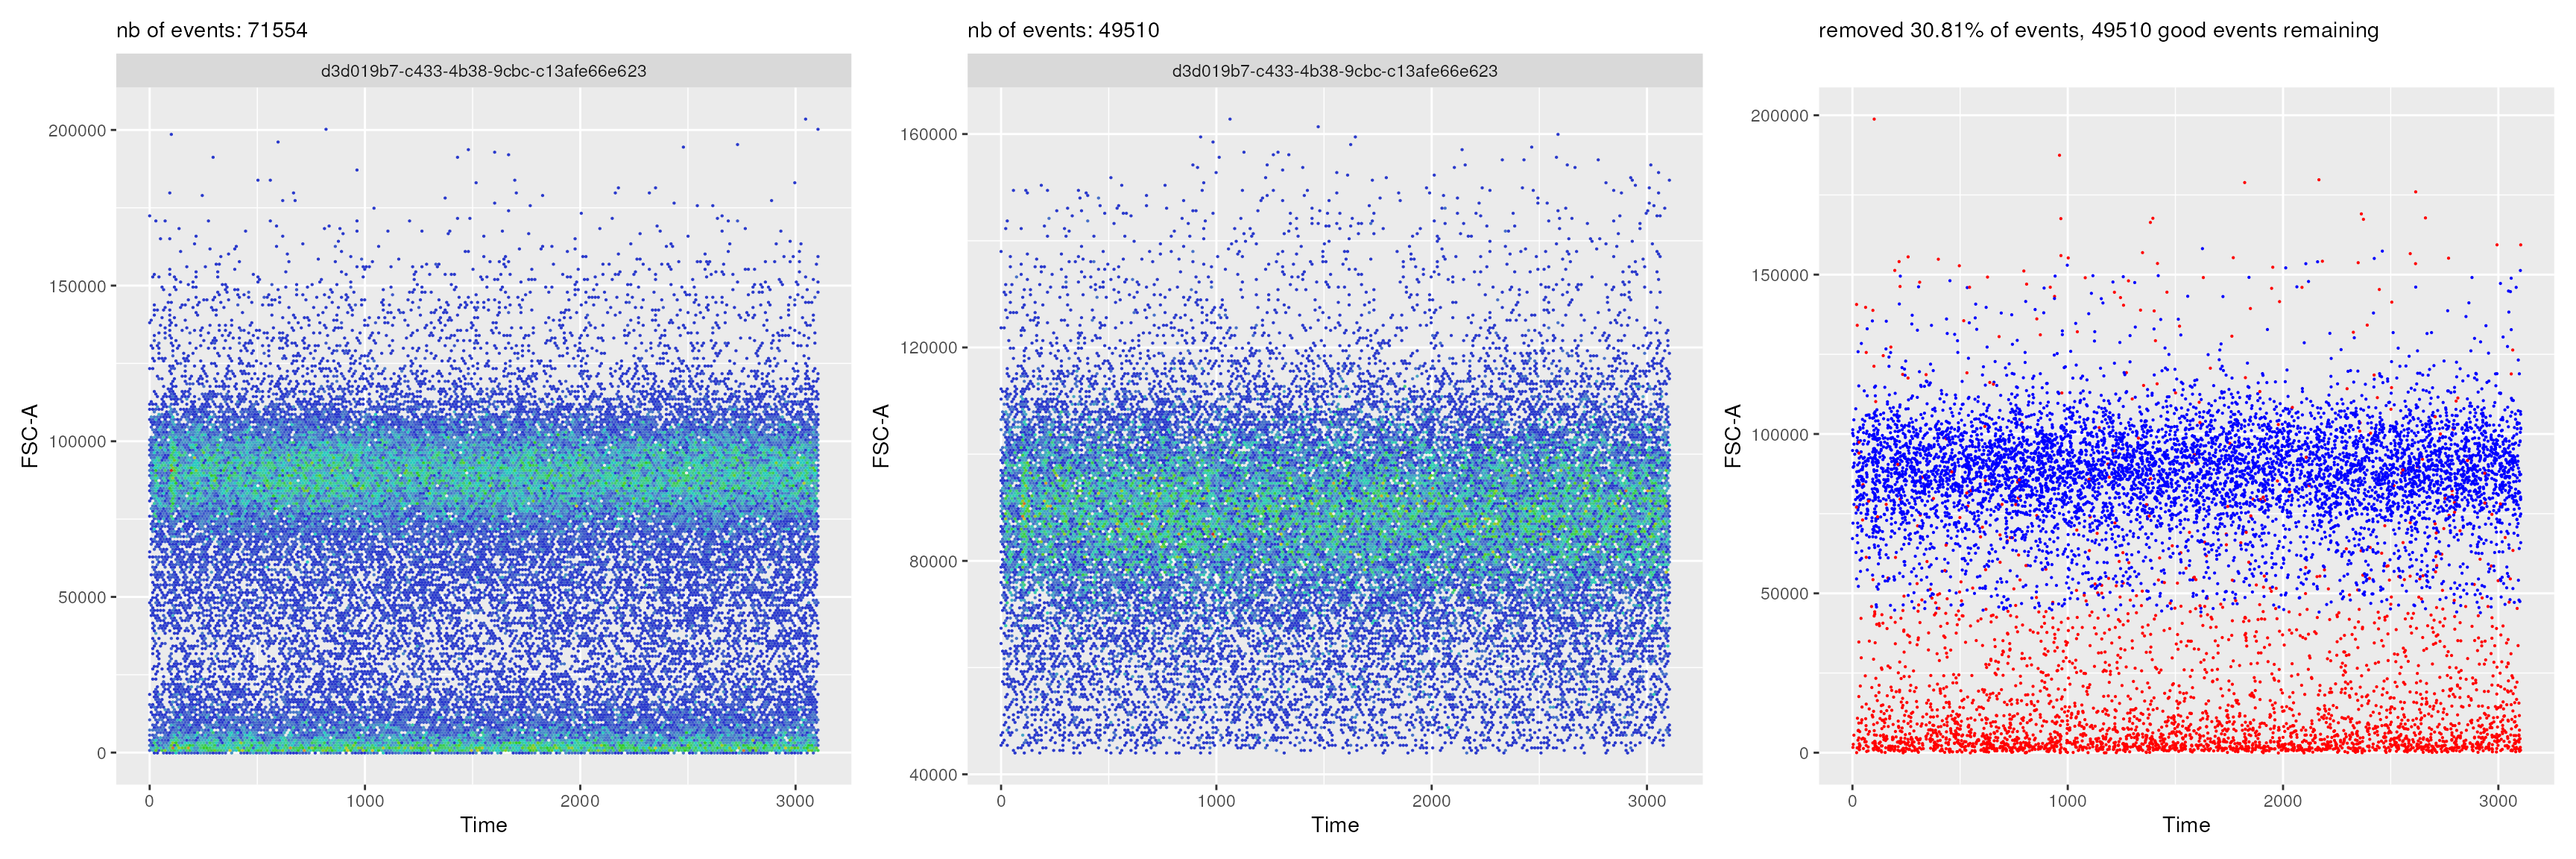 nb of events: 71554
d3d019b7-c433-4b38-9cbc-c13afe66e623
200000
150000
100000
50000
0
FSC-A
0 1000 2000 3000
Time
nb of events: 49510
d3d019b7-c433-4b38-9cbc-c13afe66e623
160000
120000
80000
40000
FSC-A
0 1000 2000 3000
Time
removed 30.81% of events, 49510 good events remaining
200000
150000
100000
50000
0
FSC-A
0 1000 2000 3000
Time